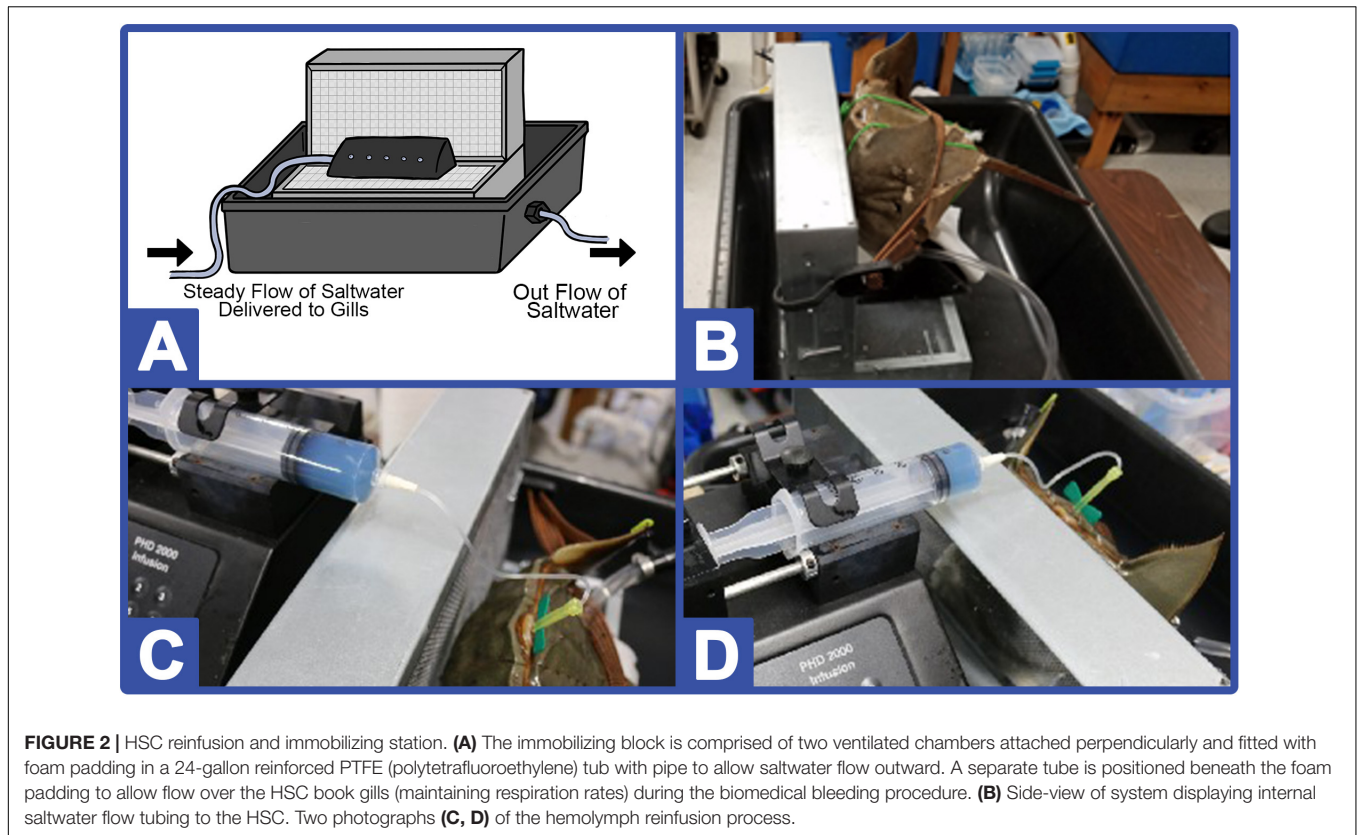 Steady Flow of Saltwater
Delivered to Gills
Out Flow of
Saltwater
A
B
PHD 2000
Infusion
C
PHD 2000
Infusion
D
FIGURE 2 | HSC reinfusion and immobilizing station. (A) The immobilizing block is comprised of two ventilated chambers attached perpendicularly and fitted with
foam padding in a 24-gallon reinforced PTFE (polytetrafluoroethylene) tub with pipe to allow saltwater flow outward. A separate tube is positioned beneath the foam
padding to allow flow over the HSC book gills (maintaining respiration rates) during the biomedical bleeding procedure. (B) Side-view of system displaying internal
saltwater flow tubing to the HSC. Two photographs (C, D) of the hemolymph reinfusion process.